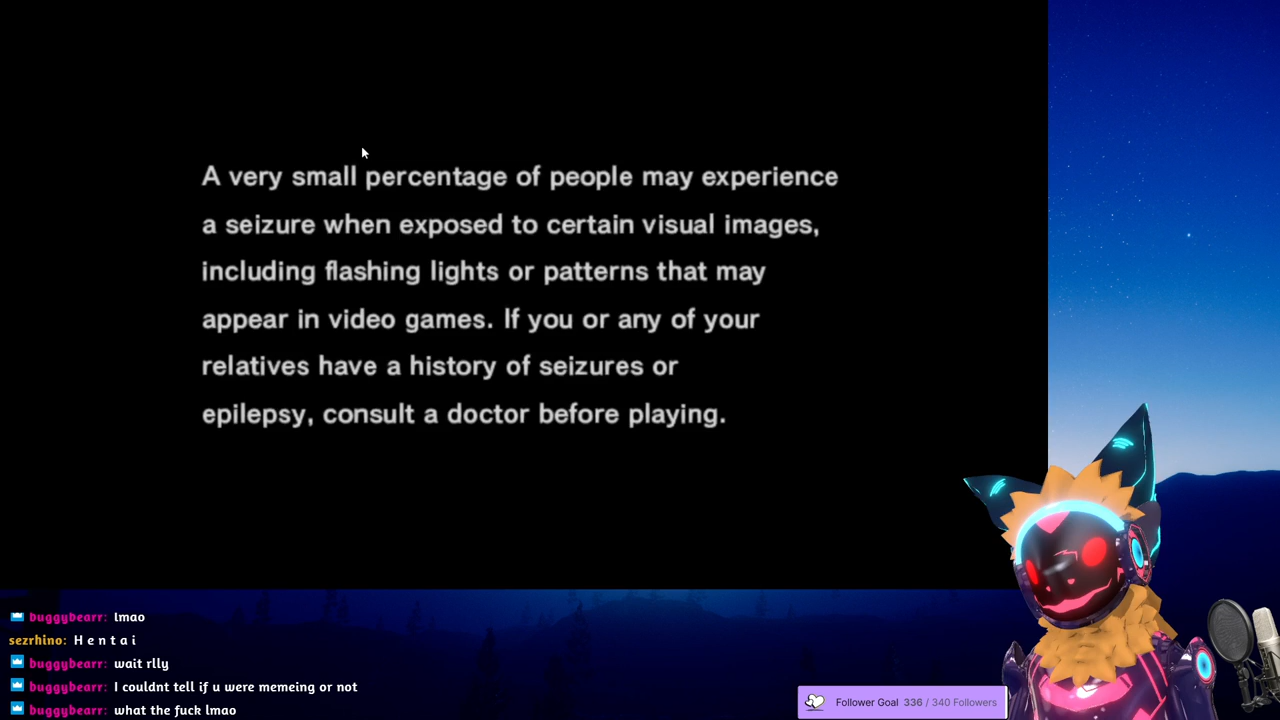 A very small percentage of people may experience
a seizure when exposed to certain visual images,
including flashing lights or patterns that may
appear in video games. If you or any of your
relatives have a history of seizures or
epilepsy, consult a doctor before playing.
buggybearr: lmao
sezrhino: H e n t a i
buggybearr: wait rlly
buggybearr: I couldnt tell if u were memeing or not
buggybearr: what the fuck lmao
Follower Goal 336 / 340 Followers